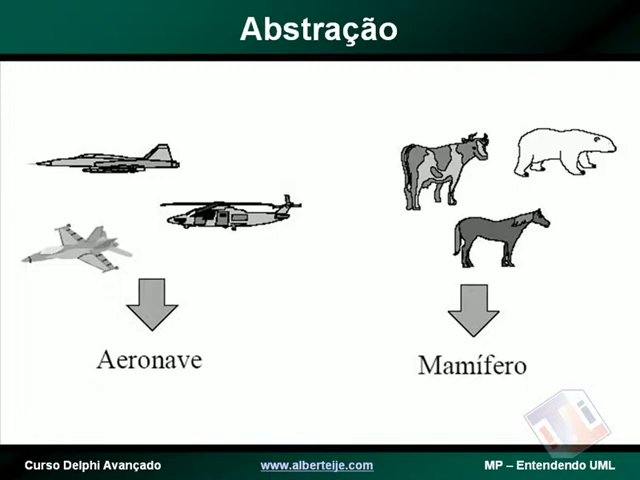 Abstração
Aeronave
Mamífero
Curso Delphi Avançado
www.alberteije.com
MP – Entendendo UML